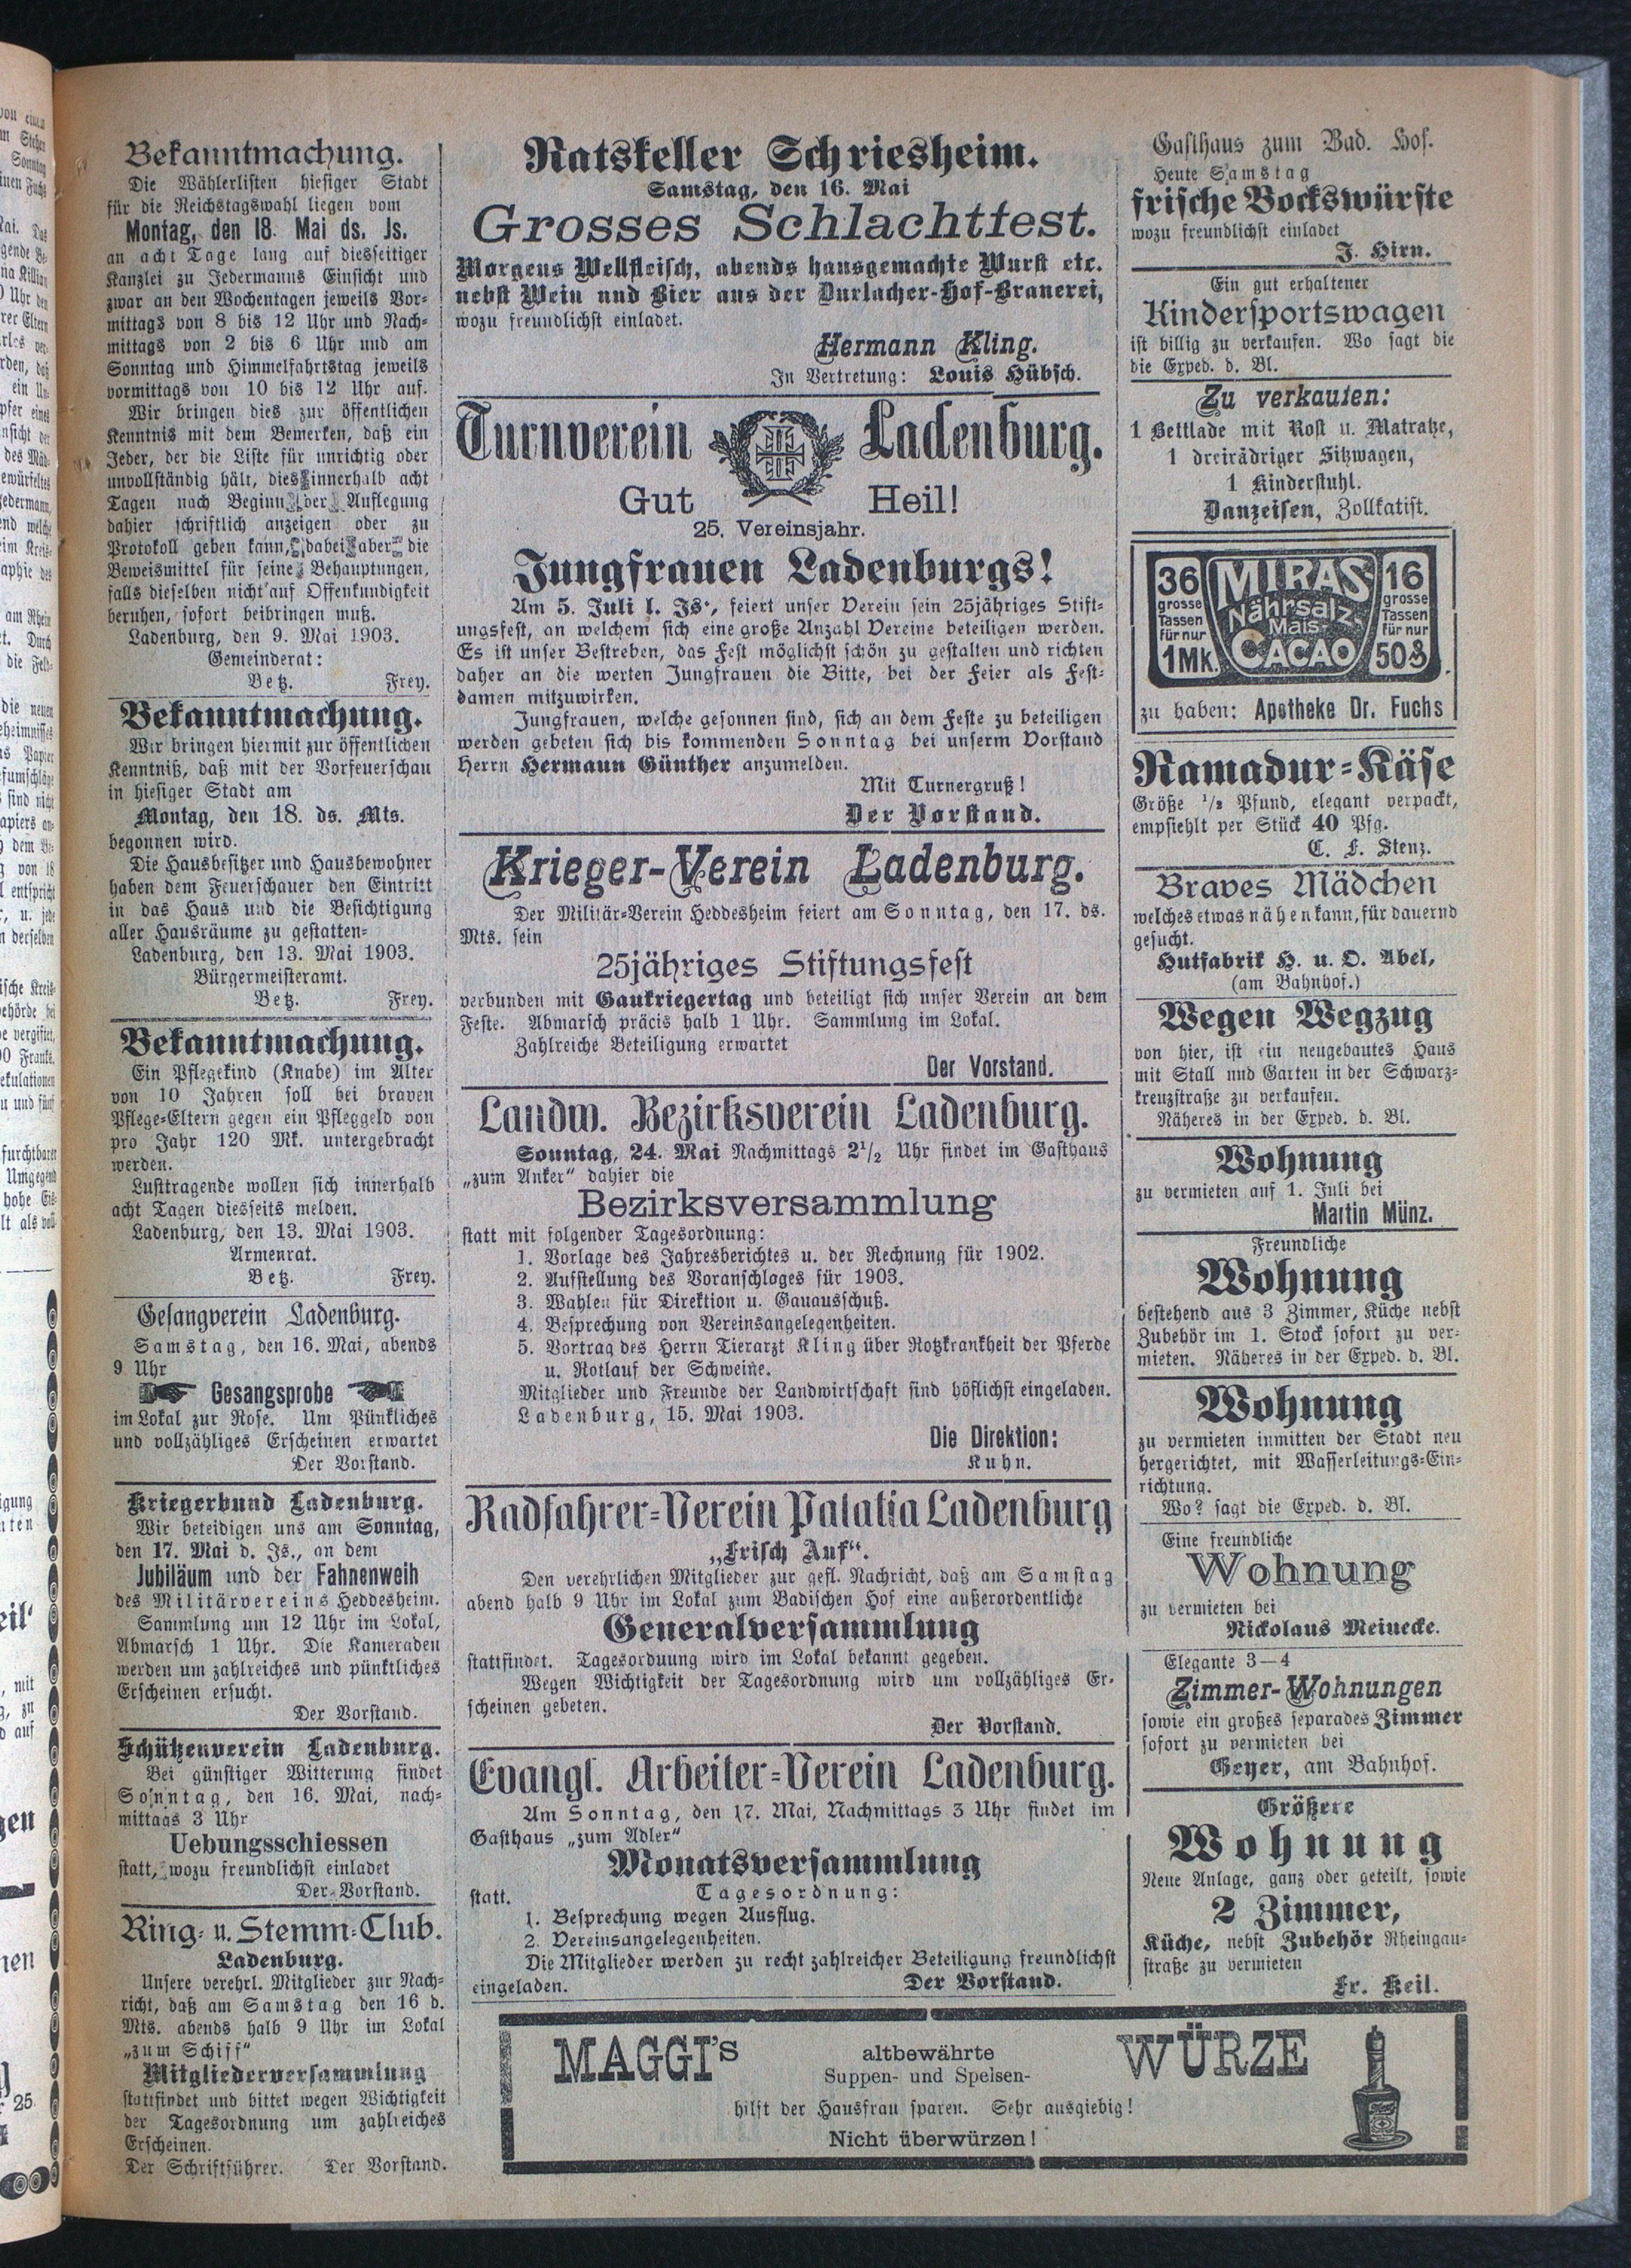 Bekanntmachung.
Die Wählerlisten hiesiger Stadt
für die Reichstagswahl liegen vom
Montag, den 18. Mai ds. Js.
an acht Tage lang auf diesseitiger
Kanzlei zu Jedermanns Einsicht und
zwar an den Wochentagen jeweils Vor-
mittags von 8 bis 12 Uhr und Nach-
mittags von 2 bis 6 Uhr und am
Sonntag und Himmelfahrtstag jeweils
vormittags von 10 bis 12 Uhr auf.
Wir bringen dies zur öffentlichen
Kenntnis mit dem Bemerken, daß ein
Jeder, der die Liste für unrichtig oder
unvollständig hält, dies innerhalb acht
Tagen nach Beginn der Auflegung
dahier schriftlich anzeigen oder zu
Protokoll geben kann, dabei aber die
Beweismittel für seine Behauptungen,
falls dieselben nicht auf Offenkundigkeit
beruhen, sofort beibringen muß.
Ladenburg, den 9. Mai 1903.
Gemeinderat:
Betz. Frey.
Bekanntmachung.
Wir bringen hiermit zur öffentlichen
Kenntniß, daß mit der Vorfeuerschau
in hiesiger Stadt am
Montag, den 18. ds. Mts.
begonnen wird.
Die Hausbesitzer und Hausbewohner
haben dem Feuerschauer den Eintritt
in das Haus und die Besichtigung
aller Hausräume zu gestatten-
Ladenburg, den 13. Mai 1903.
Bürgermeisteramt.
Betz. Frey.
Bekanntmachung.
Ein Pflegekind (Knabe) im Alter
von 10 Jahren soll bei braven
Pflege-Eltern gegen ein Pfleggeld von
pro Jahr 120 Mk. untergebracht
werden.
Lusttragende wollen sich innerhalb
acht Tagen diesseits melden.
Ladenburg, den 13. Mai 1903.
Armenrat.
Betz. Frey.
Gesangverein Ladenburg.
Samstag, den 16. Mai, abends
9 Uhr
Gesangsprobe
im Lokal zur Rose. Um Pünktliches
und vollzähliges Erscheinen erwartet
Der Vorstand.
Kriegerbund Ladenburg.
Wir beteidigen uns am Sonntag,
den 17. Mai d. Js., an dem
Jubiläum und der Fahnenweih
des Militärvereins Heddesheim.
Sammlung um 12 Uhr im Lokal,
Abmarsch 1 Uhr. Die Kameraden
werden um zahlreiches und pünktliches
Erscheinen ersucht.
Der Vorstand.
Schützenverein Ladenburg.
Bei günstiger Witterung findet
Sonntag, den 16. Mai, nach-
mittags 3 Uhr
Uebungsschiessen
statt, wozu freundlichst einladet
Der Vorstand.
Ring- u. Stemm-Club.
Ladenburg.
Unsere verehrl. Mitglieder zur Nach-
richt, daß am Samstag den 16 d.
Mts. abends halb 9 Uhr im Lokal
„zum Schiff“
Mitgliederversammlung
stattfindet und bittet wegen Wichtigkeit
der Tagesordnung um zahlreiches
Erscheinen.
Der Schriftführer. Der Vorstand.
Ratskeller Schriesheim.
Samstag, den 16. Mai
Grosses Schlachtfest.
Morgens Wellfleisch, abends hausgemachte Wurst etc.
nebst Wein und Bier aus der Durlacher-Hof-Brauerei,
wozu freundlichst einladet.
Hermann Kling.
In Vertretung: Louis Hübsch.
Turnverein Ladenburg.
Gut Heil!
25. Vereinsjahr.
Jungfrauen Ladenburgs!
Am 5. Juli l. Js., feiert unser Verein sein 25jähriges Stift-
ungsfest, an welchem sich eine große Anzahl Vereine beteiligen werden.
Es ist unser Bestreben, das Fest möglichst schön zu gestalten und richten
daher an die werten Jungfrauen die Bitte, bei der Feier als Fest-
damen mitzuwirken.
Jungfrauen, welche gesonnen sind, sich an dem Feste zu beteiligen
werden gebeten sich bis kommenden Sonntag bei unserm Vorstand
Herrn Hermann Günther anzumelden.
Mit Turnergruß!
Der Vorstand.
Krieger-Verein Ladenburg.
Der Militär-Verein Heddesheim feiert am Sonntag, den 17. ds.
Mts. sein
25jähriges Stiftungsfest
verbunden mit Gaukriegertag und beteiligt sich unser Verein an dem
Feste. Abmarsch präcis halb 1 Uhr. Sammlung im Lokal.
Zahlreiche Beteiligung erwartet
Der Vorstand.
Landw. Bezirksverein Ladenburg.
Sonntag, 24. Mai Nachmittags 2 1/2 Uhr findet im Gasthaus
„zum Anker“ dahier die
Bezirksversammlung
statt mit folgender Tagesordnung:
1. Vorlage des Jahresberichtes u. der Rechnung für 1902.
2. Aufstellung des Voranschlages für 1903.
3. Wahlen für Direktion u. Gauausschuß.
4. Besprechung von Vereinsangelegenheiten.
5. Vortrag des Herrn Tierarzt Kling über Rotzkrankheit der Pferde
u. Rotlauf der Schweine.
Mitglieder und Freunde der Landwirtschaft sind höflichst eingeladen.
Ladenburg, 15. Mai 1903.
Die Direktion:
Kuhn.
Radfahrer-Verein Palatia Ladenburg
„Frisch Auf“.
Den verehrlichen Mitglieder zur gefl. Nachricht, daß am Samstag
abend halb 9 Uhr im Lokal zum Badischen Hof eine außerordentliche
Generalversammlung
stattfindet. Tagesordnung wird im Lokal bekannt gegeben.
Wegen Wichtigkeit der Tagesordnung wird um vollzähliges Er-
scheinen gebeten.
Der Vorstand.
Evangl. Arbeiter-Verein Ladenburg.
Am Sonntag, den 17. Mai, Nachmittags 3 Uhr findet im
Gasthaus „zum Adler“
Monatsversammlung
statt. Tagesordnung:
1. Besprechung wegen Ausflug.
2. Vereinsangelegenheiten.
Die Mitglieder werden zu recht zahlreicher Beteiligung freundlichst
eingeladen. Der Vorstand.
Gasthaus zum Bad. Hof.
Heute Samstag
frische Bockswürste
wozu freundlichst einladet
J. Hirn.
Ein gut erhaltener
Kindersportswagen
ist billig zu verkaufen. Wo sagt die
die Exped. d. Bl.
Zu verkaufen:
1 Bettlade mit Rost u. Matratze,
1 dreirädriger Sitzwagen,
1 Kinderstuhl.
Danzeisen, Zollkatist.
36 grosse Tassen für nur 1 Mk.
MIRAS
Nährsalz-
Mais-
CACAO
16 grosse Tassen für nur 50 ₰
zu haben: Apotheke Dr. Fuchs
Ramadur-Käse
Größe 1/2 Pfund, elegant verpackt,
empfiehlt per Stück 40 Pfg.
C. F. Stenz.
Braves Mädchen
welches etwas nähen kann, für dauernd
gesucht.
Hutfabrik H. u. O. Abel,
(am Bahnhof.)
Wegen Wegzug
von hier, ist ein neugebautes Haus
mit Stall und Garten in der Schwarz-
kreuzstraße zu verkaufen.
Näheres in der Exped. d. Bl.
Wohnung
zu vermieten auf 1. Juli bei
Martin Münz.
Freundliche
Wohnung
bestehend aus 3 Zimmer, Küche nebst
Zubehör im 1. Stock sofort zu ver-
mieten. Näheres in der Exped. d. Bl.
Wohnung
zu vermieten inmitten der Stadt neu
hergerichtet, mit Wasserleitungs-Ein-
richtung.
Wo? sagt die Exped. d. Bl.
Eine freundliche
Wohnung
zu vermieten bei
Nickolaus Meinecke.
Elegante 3—4
Zimmer-Wohnungen
sowie ein großes separades Zimmer
sofort zu vermieten bei
Geyer, am Bahnhof.
Größere
Wohnung
Neue Anlage, ganz oder geteilt, sowie
2 Zimmer,
Küche, nebst Zubehör Rheingau-
straße zu vermieten
Fr. Keil.
MAGGI's altbewährte WÜRZE
Suppen- und Speisen-
hilft der Hausfrau sparen. Sehr ausgiebig!
Nicht überwürzen!